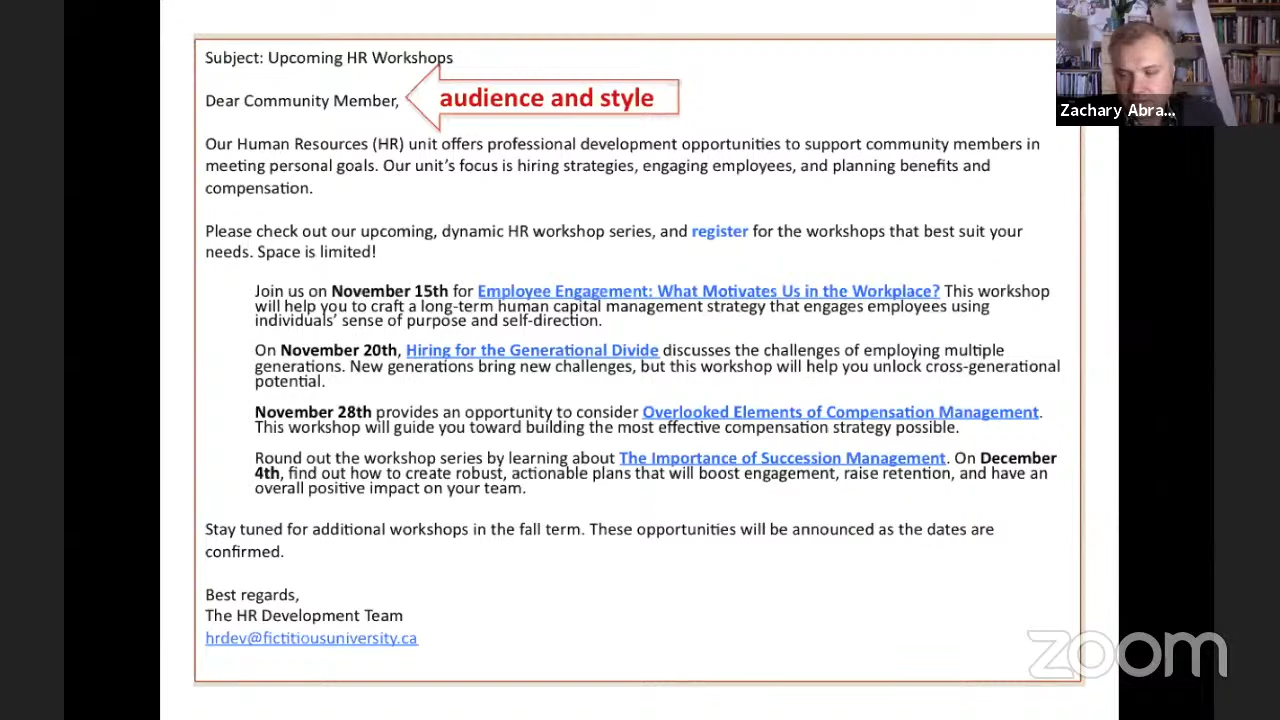 Subject: Upcoming HR Workshops
Dear Community Member,
audience and style
Zachary Abra...
Our Human Resources (HR) unit offers professional development opportunities to support community members in
meeting personal goals. Our unit's focus is hiring strategies, engaging employees, and planning benefits and
compensation.
Please check out our upcoming, dynamic HR workshop series, and register for the workshops that best suit your
needs. Space is limited!
Join us on November 15th for Employee Engagement: What Motivates Us in the Workplace? This workshop
will help you to craft a long-term human capital management strategy that engages employees using
individuals' sense of purpose and self-direction.
On November 20th, Hiring for the Generational Divide discusses the challenges of employing multiple
generations. New generations bring new challenges, but this workshop will help you unlock cross-generational
potential.
November 28th provides an opportunity to consider Overlooked Elements of Compensation Management.
This workshop will guide you toward building the most effective compensation strategy possible.
Round out the workshop series by learning about The Importance of Succession Management. On December
4th, find out how to create robust, actionable plans that will boost engagement, raise retention, and have an
overall positive impact on your team.
Stay tuned for additional workshops in the fall term. These opportunities will be announced as the dates are
confirmed.
Best regards,
The HR Development Team
hrdev@fictitiousuniversity.ca
zoom